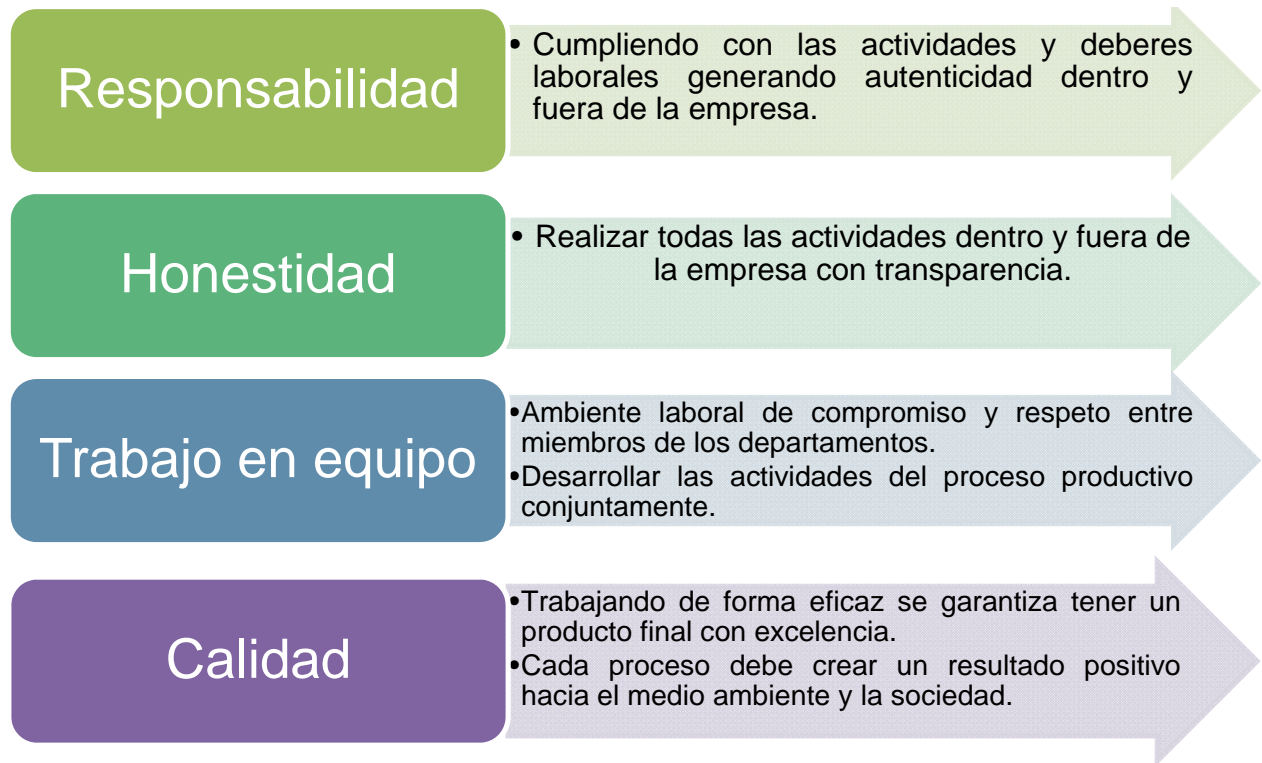 Responsabilidad
• Cumpliendo con las actividades y deberes
laborales generando autenticidad dentro y
fuera de la empresa.
Honestidad
• Realizar todas las actividades dentro y fuera de
la empresa con transparencia.
Trabajo en equipo
•Ambiente laboral de compromiso y respeto entre
miembros de los departamentos.
•Desarrollar las actividades del proceso productivo
conjuntamente.
Calidad
•Trabajando de forma eficaz se garantiza tener un
producto final con excelencia.
•Cada proceso debe crear un resultado positivo
hacia el medio ambiente y la sociedad.